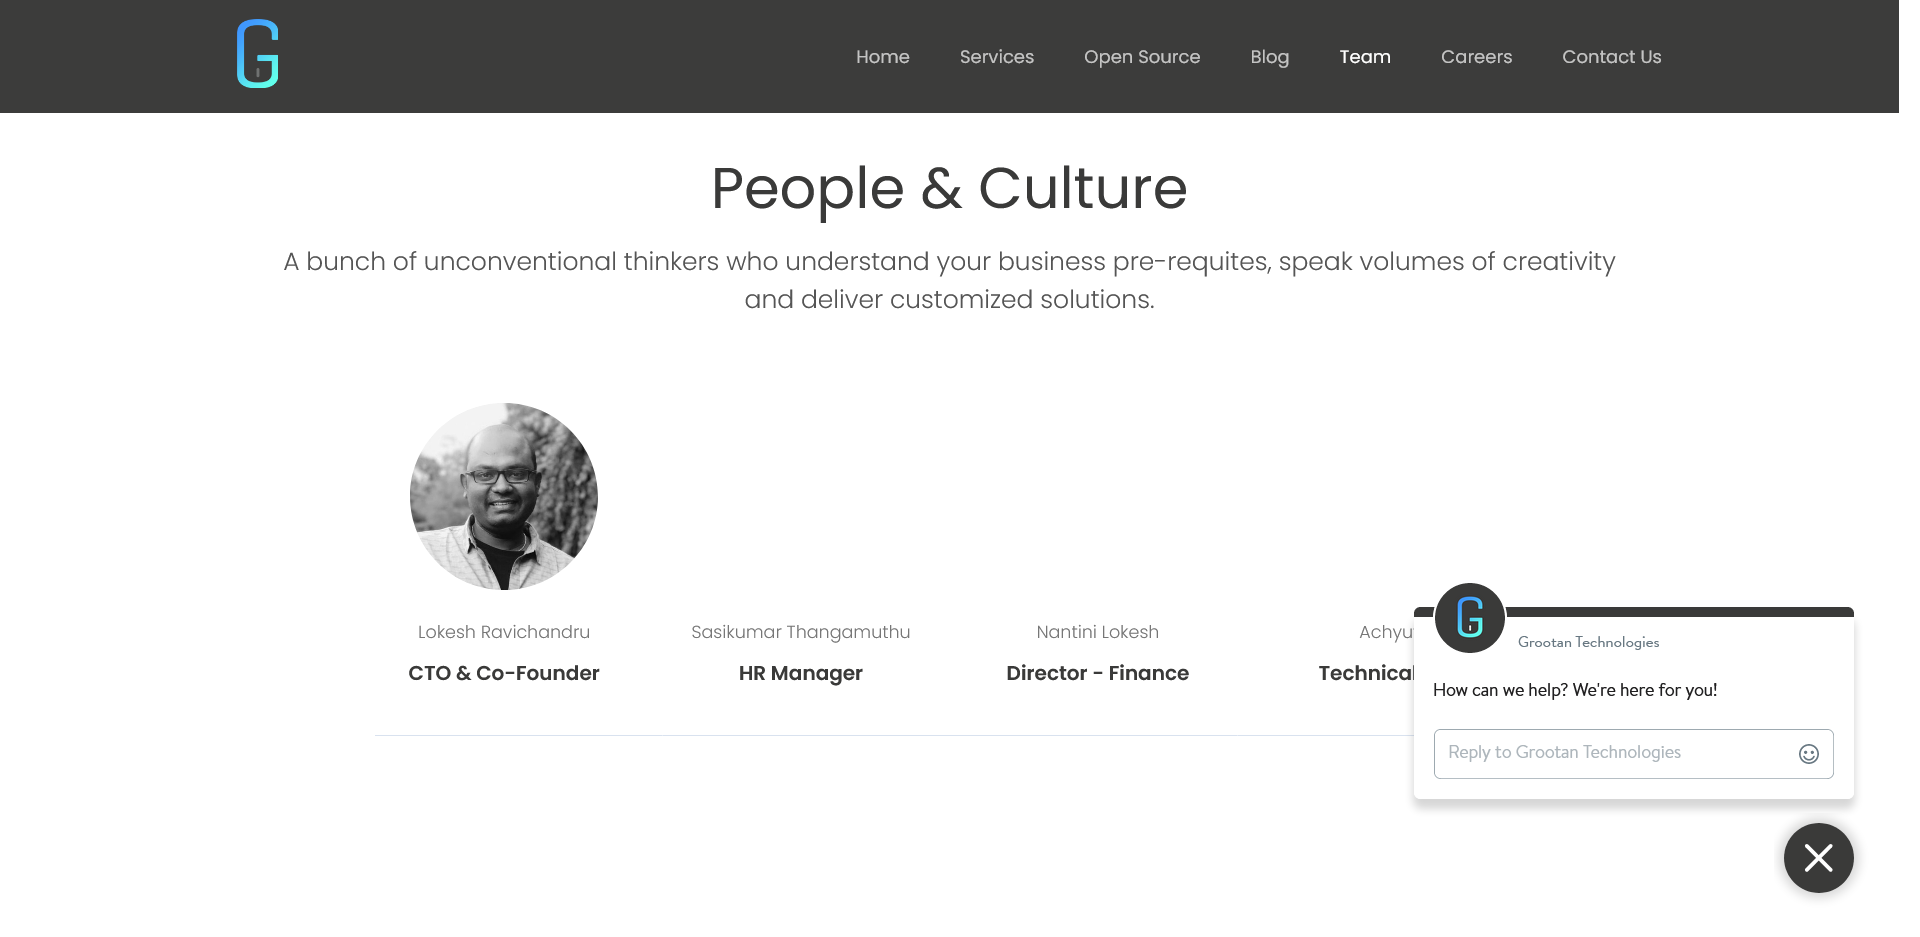 Home Services Open Source Blog Team Careers Contact Us
People & Culture
A bunch of unconventional thinkers who understand your business pre-requites, speak volumes of creativity
and deliver customized solutions.
Lokesh Ravichandru
CTO & Co-Founder
Sasikumar Thangamuthu
HR Manager
Nantini Lokesh
Director - Finance
Technical
Grootan Technologies
How can we help? We're here for you!
Reply to Grootan Technologies